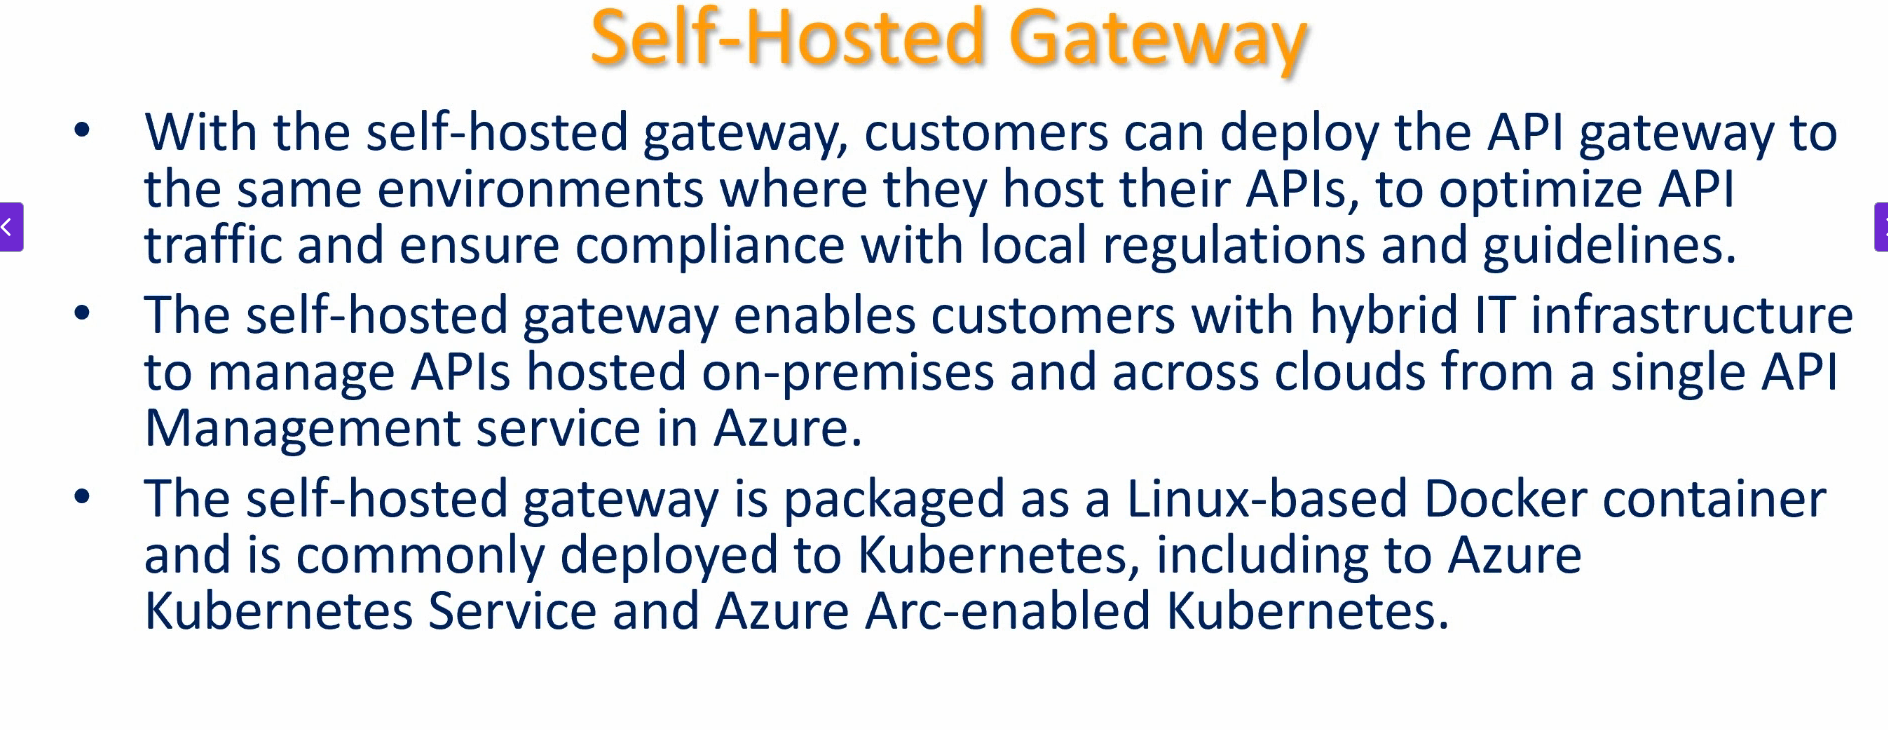 Self-Hosted Gateway
• With the self-hosted gateway, customers can deploy the API gateway to
the same environments where they host their APIs, to optimize API
traffic and ensure compliance with local regulations and guidelines.
• The self-hosted gateway enables customers with hybrid IT infrastructure
to manage APIs hosted on-premises and across clouds from a single API
Management service in Azure.
• The self-hosted gateway is packaged as a Linux-based Docker container
and is commonly deployed to Kubernetes, including to Azure
Kubernetes Service and Azure Arc-enabled Kubernetes.